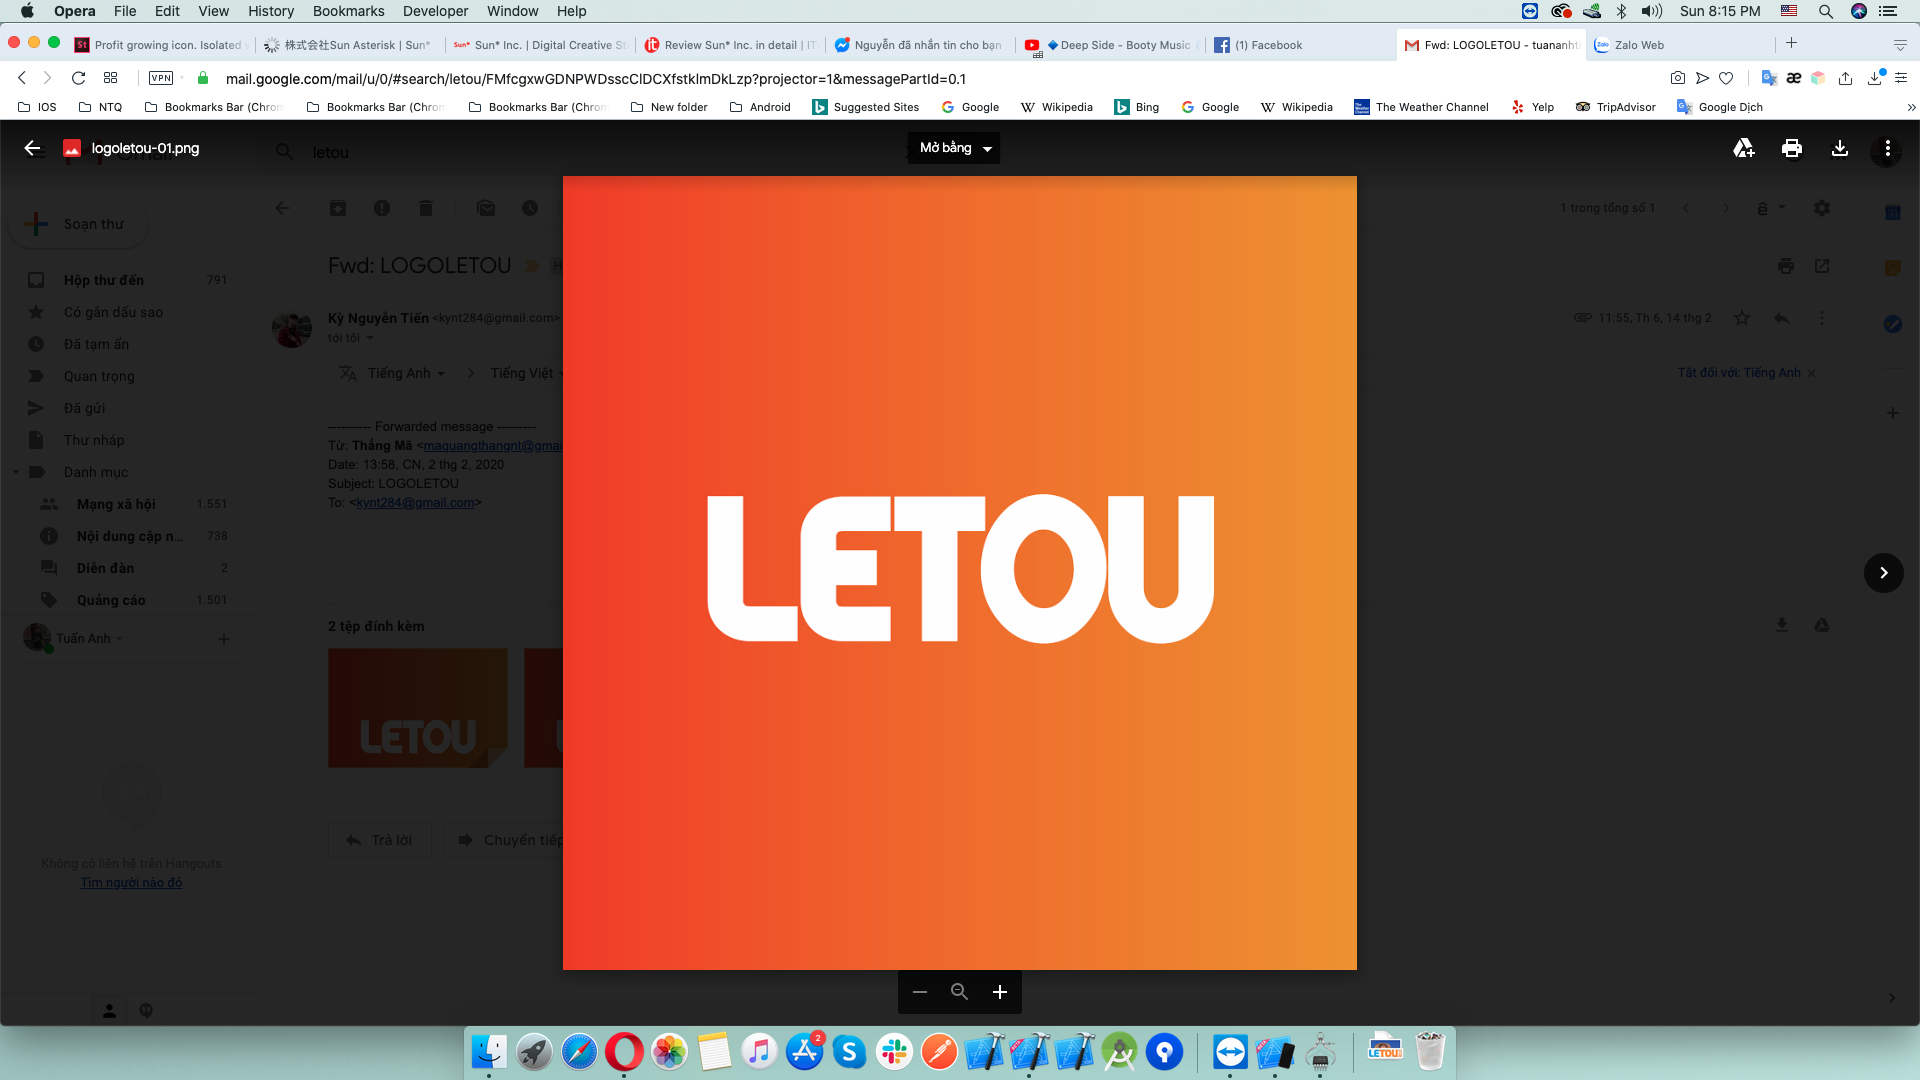 Opera File Edit View History Bookmarks Developer Window Help Sun 8:15 PM
Profit growing icon. Isolated 株式会社Sun Asterisk | Sun* Sun* Sun* Inc. | Digital Creative St Review Sun* Inc. in detail | IT Nguyễn đã nhắn tin cho bạn Deep Side - Booty Music (1) Facebook Fwd: LOGOLETOU - tuananht Zalo Web
VPN mail.google.com/mail/u/0/#search/letou/FMfcgxwGDNPWDsscClDCXfstklmDkLzp?projector=1&messagePartId=0.1
IOS NTQ Bookmarks Bar (Chrom Bookmarks Bar (Chrom Bookmarks Bar (Chrom New folder Android Suggested Sites Google Wikipedia Bing Google Wikipedia The Weather Channel Yelp TripAdvisor Google Dịch
logoletou-01.png letou Mở bằng
Soạn thư 1 trong tổng số 1
Fwd: LOGOLETOU
Hộp thư đến 791
Có gắn dấu sao Kỳ Nguyễn Tiến <kynt284@gmail.com> 11:55, Th 6, 14 thg 2
tới tôi
Đã tạm ẩn
Quan trọng Tiếng Anh Tiếng Việt Tắt đối với: Tiếng Anh
Đã gửi
---------- Forwarded message ---------
Thư nháp Từ: Thắng Mã <maquangthangnt@gmai
Date: 13:58, CN, 2 thg 2, 2020
Danh mục
Subject: LOGOLETOU
Mạng xã hội 1.551 To: <kynt284@gmail.com>
Nội dung cập n... 738
Diễn đàn 2
Quảng cáo 1.501
LETOU
Tuấn Anh 2 tệp đính kèm
LETOU
Trả lời Chuyển tiếp
Không có liên hệ trên Hangouts
Tìm người nào đó
2
LETOU